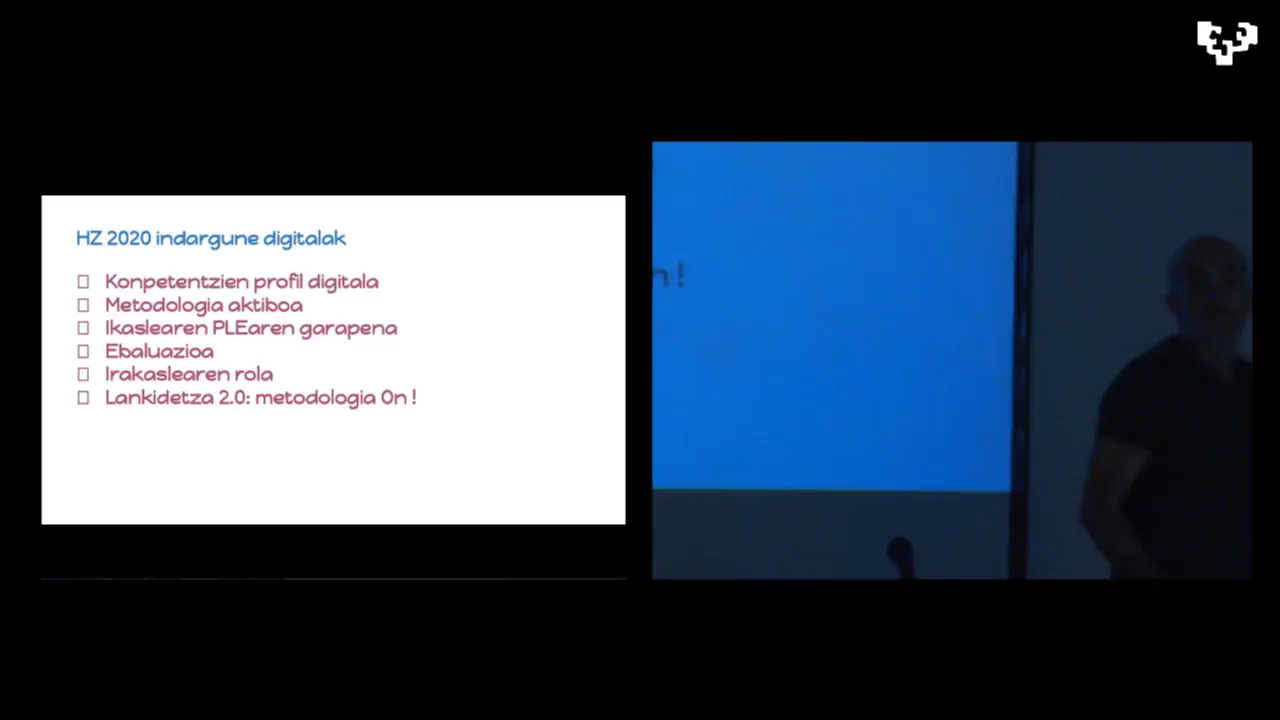 HZ 2020 indargune digitalak
Konpetentzien profil digitala
Metodologia aktiboa
Ikaslearen PLEaren garapena
Ebaluazioa
Irakaslearen rola
Lankidetza 2.0: metodologia On !
n !